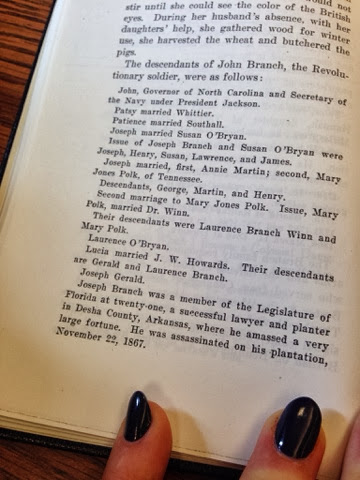 would not
stir until she could see the color of the British
eyes. During her husband's absence, with her
daughters' help, she gathered wood for winter
use, she harvested the wheat and butchered the
pigs.
The descendants of John Branch, the Revolu-
tionary soldier, were as follows:
John, Governor of North Carolina and Secretary of
the Navy under President Jackson.
Patsy married Whittier.
Patience married Southall.
Joseph married Susan O'Bryan.
Issue of Joseph Branch and Susan O'Bryan were
Joseph, Henry, Susan, Lawrence, and James.
Joseph married, first, Annie Martin; second, Mary
Jones Polk, of Tennessee.
Descendants, George, Martin, and Henry.
Second marriage to Mary Jones Polk. Issue, Mary
Polk, married Dr. Winn.
Their descendants were Laurence Branch Winn and
Mary Polk.
Laurence O'Bryan.
Lucia married J. W. Howards. Their descendants
are Gerald and Laurence Branch.
Joseph Gerald.
Joseph Branch was a member of the Legislature of
Florida at twenty-one, a successful lawyer and planter
in Desha County, Arkansas, where he amassed a very
large fortune. He was assassinated on his plantation,
November 22, 1867.